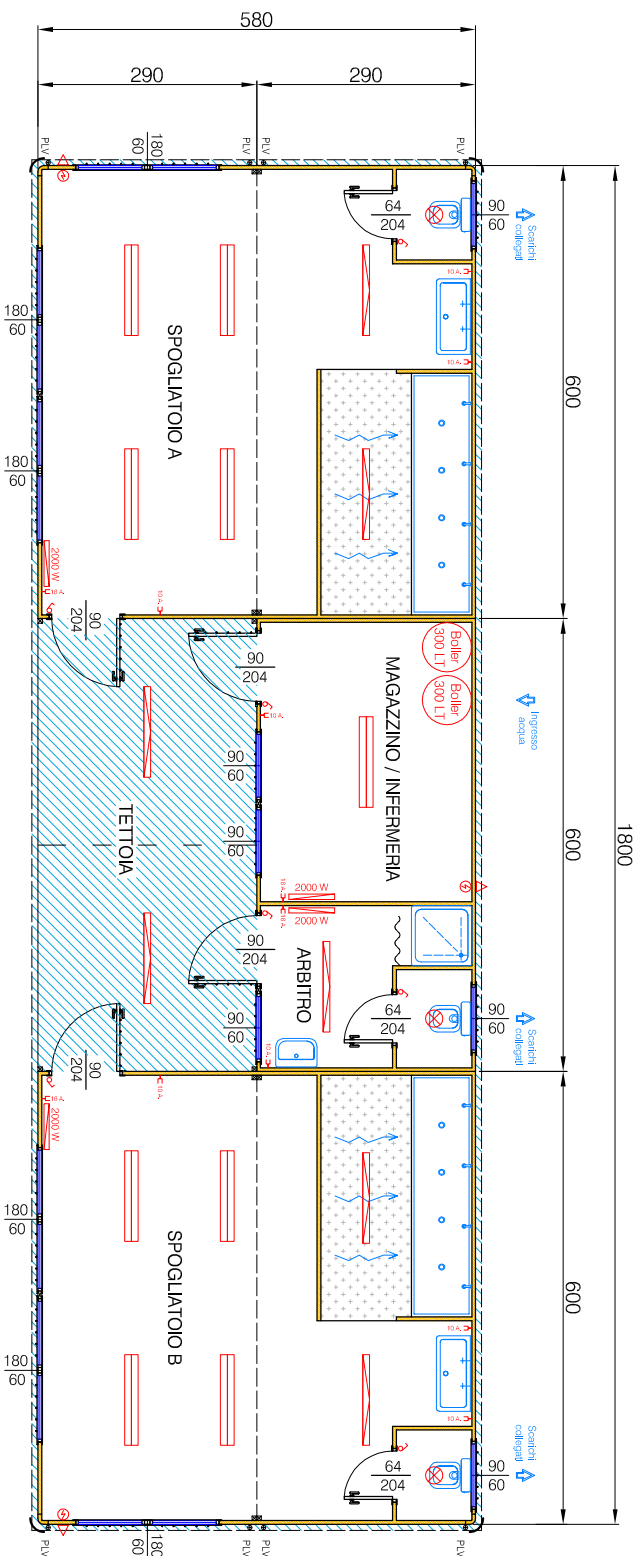 580
290
290
1800
600
600
600
PLV
180
60
PLV
PLV
PLV
64
204
90
60
Scarichi
collegati
10 A.
10 A.
180
60
SPOGLIATOIO A
180
60
2000 W
10 A.
90
204
90
204
10 A.
Boiler
300 LT
Boiler
300 LT
Ingresso
acqua
MAGAZZINO / INFERMERIA
90
60
90
60
TETTOIA
2000 W
2000 W
90
204
ARBITRO
90
60
64
204
90
60
Scarichi
collegati
10 A.
90
204
10 A.
2000 W
180
60
SPOGLIATOIO B
180
60
10 A.
10 A.
64
204
90
60
Scarichi
collegati
180
60
PLV
PLV
PLV
PLV